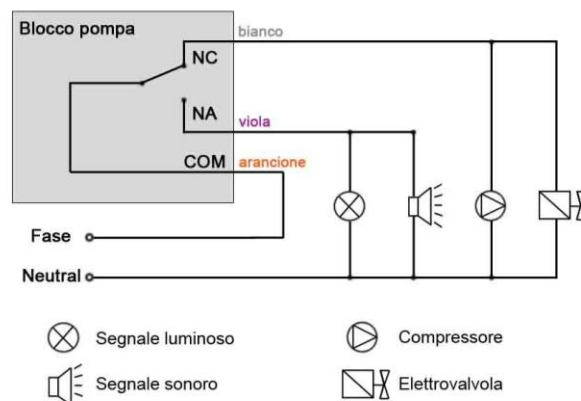 Blocco pompa
bianco
NC
NA
viola
COM
arancione
Fase
Neutral
Segnale luminoso
Compressore
Segnale sonoro
Elettrovalvola